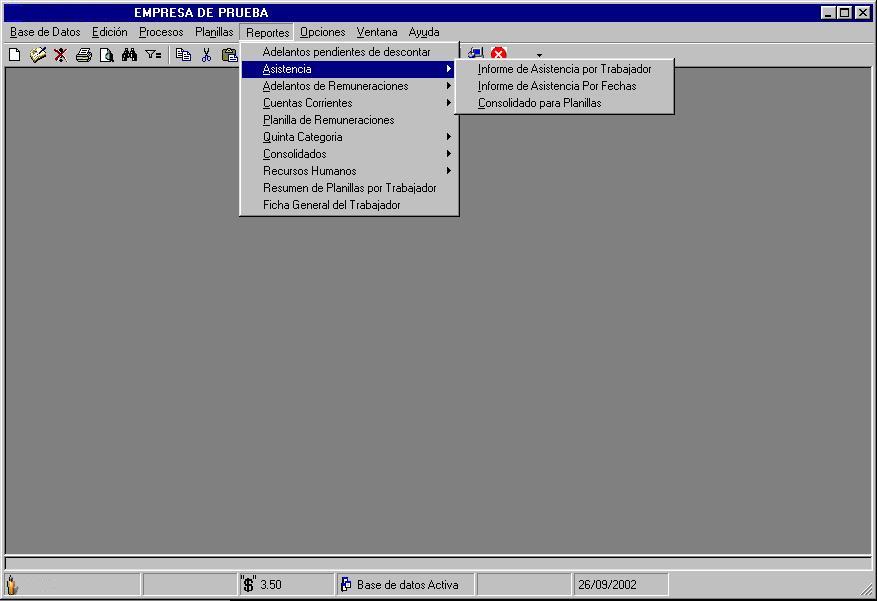 EMPRESA DE PRUEBA
Base de Datos Edición Procesos Planillas Reportes Opciones Ventana Ayuda
Adelantos pendientes de descontar
Asistencia
Informe de Asistencia por Trabajador
Adelantos de Remuneraciones
Informe de Asistencia Por Fechas
Cuentas Corrientes
Consolidado para Planillas
Planilla de Remuneraciones
Quinta Categoria
Consolidados
Recursos Humanos
Resumen de Planillas por Trabajador
Ficha General del Trabajador
"$" 3.50 Base de datos Activa 26/09/2002